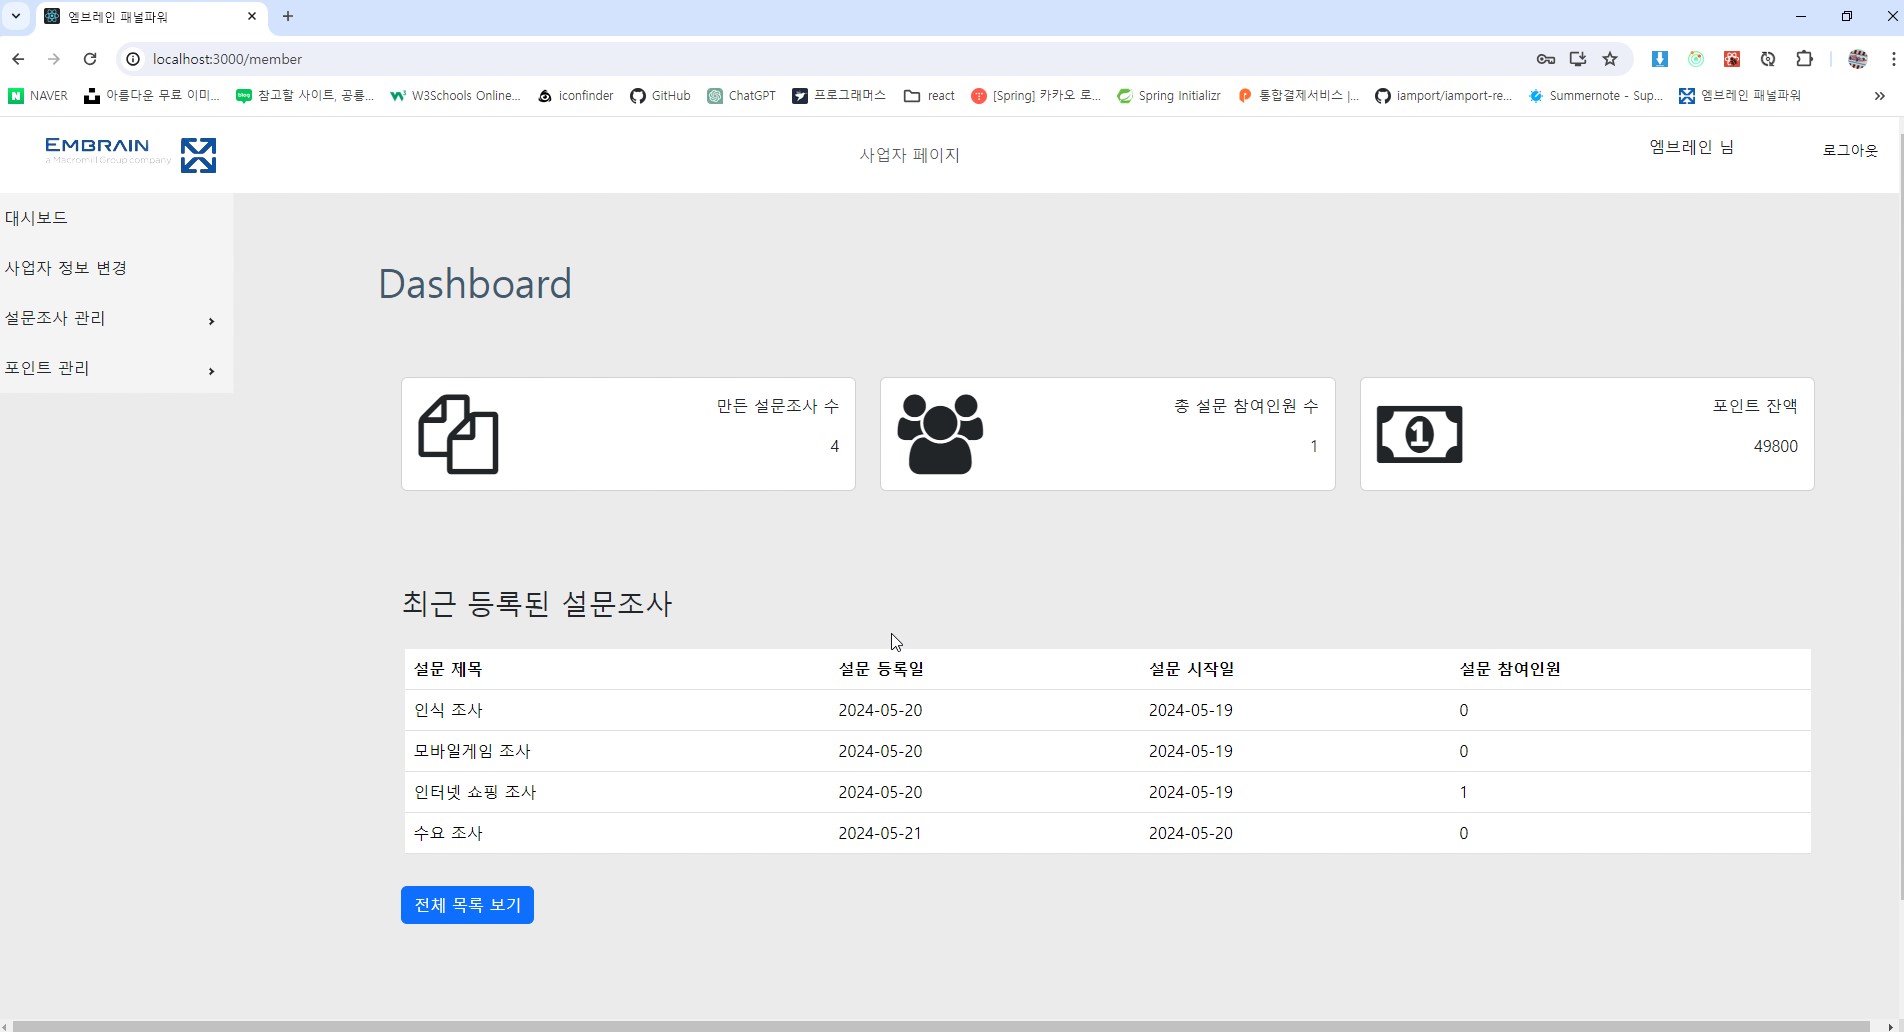 엠브레인 패널파워
localhost:3000/member
NAVER 아름다운 무료 이미... 참고할 사이트, 공룡... W3Schools Online... iconfinder GitHub ChatGPT 프로그래머스 react [Spring] 카카오 로... Spring Initializr 통합결제서비스 |... iamport/iamport-re... Summernote - Sup... 엠브레인 패널파워
EMBRAIN
a Macromill Group company
사업자 페이지
엠브레인 님
로그아웃
대시보드
사업자 정보 변경
설문조사 관리
포인트 관리
Dashboard
만든 설문조사 수
4
총 설문 참여인원 수
1
1
포인트 잔액
49800
최근 등록된 설문조사
설문 제목 설문 등록일 설문 시작일 설문 참여인원
인식 조사 2024-05-20 2024-05-19 0
모바일게임 조사 2024-05-20 2024-05-19 0
인터넷 쇼핑 조사 2024-05-20 2024-05-19 1
수요 조사 2024-05-21 2024-05-20 0
전체 목록 보기